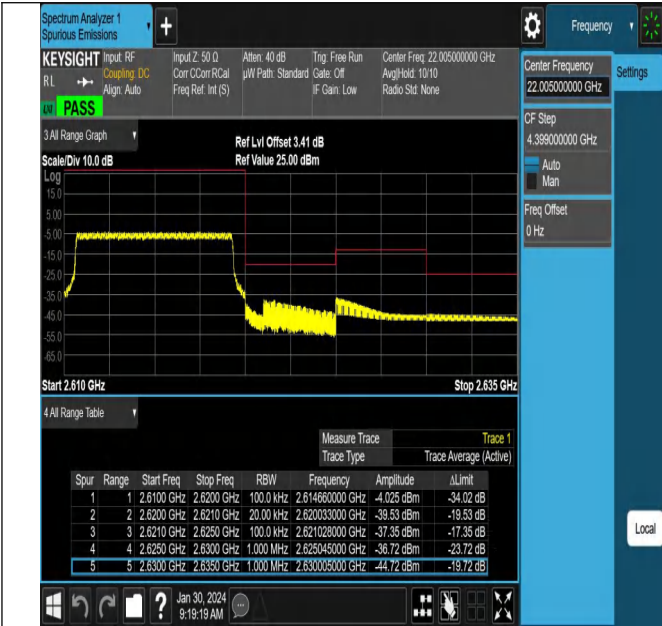 Spectrum Analyzer 1
Spurious Emissions
+
Frequency
KEYSIGHT
RL
LXI
PASS
Input: RF
Coupling: DC
Align: Auto
Input Z: 50 Ω
Corr CCorr RCal
Freq Ref: Int (S)
Atten: 40 dB
µW Path: Standard
Trig: Free Run
Gate: Off
IF Gain: Low
Center Freq: 22.005000000 GHz
Avg|Hold: 10/10
Radio Std: None
Center Frequency
22.005000000 GHz
Settings
CF Step
4.399000000 GHz
Auto
Man
Freq Offset
0 Hz
3 All Range Graph
Scale/Div 10.0 dB
Ref Lvl Offset 3.41 dB
Ref Value 25.00 dBm
Log
15.0
5.00
-5.00
-15.0
-25.0
-35.0
-45.0
-55.0
-65.0
Start 2.610 GHz
Stop 2.635 GHz
4 All Range Table
Measure Trace Trace 1
Trace Type Trace Average (Active)
Spur Range Start Freq Stop Freq RBW Frequency Amplitude ΔLimit
1 1 2.6100 GHz 2.6200 GHz 100.0 kHz 2.614660000 GHz -4.025 dBm -34.02 dB
2 2 2.6200 GHz 2.6210 GHz 20.00 kHz 2.620033000 GHz -39.53 dBm -19.53 dB
3 3 2.6210 GHz 2.6250 GHz 100.0 kHz 2.621028000 GHz -37.35 dBm -17.35 dB
4 4 2.6250 GHz 2.6300 GHz 1.000 MHz 2.625045000 GHz -36.72 dBm -23.72 dB
5 5 2.6300 GHz 2.6350 GHz 1.000 MHz 2.630005000 GHz -44.72 dBm -19.72 dB
Local
?
Jan 30, 2024
9:19:19 AM